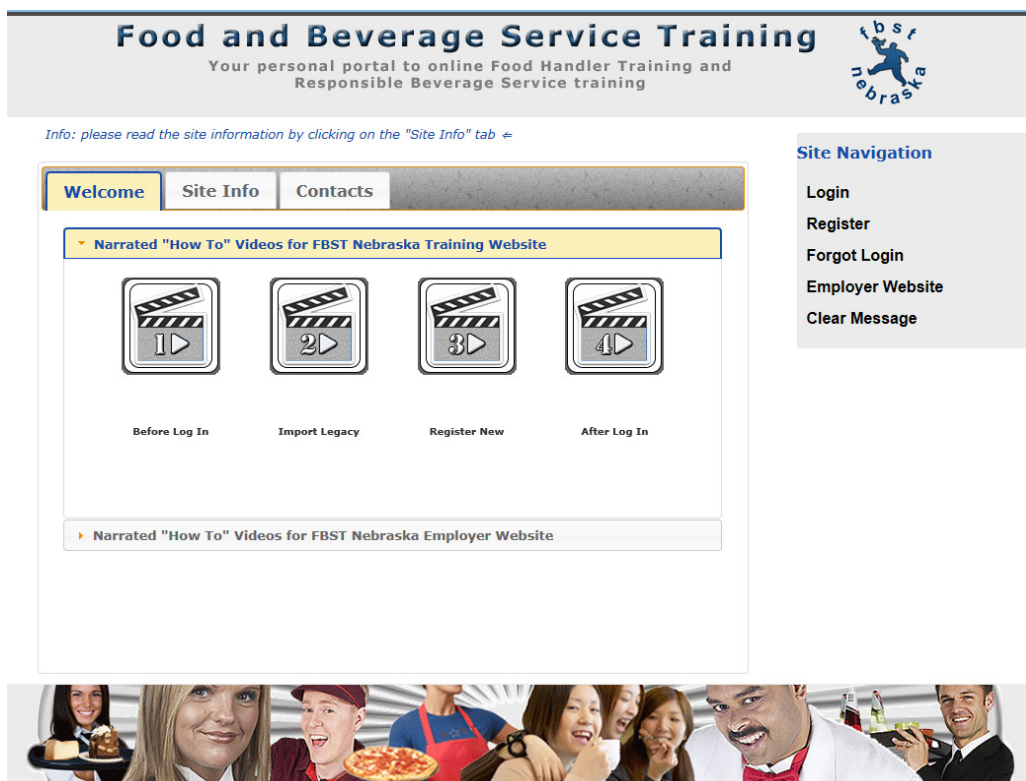 Food and Beverage Service Training
Your personal portal to online Food Handler Training and
Responsible Beverage Service training
fbst
nebraska
Info: please read the site information by clicking on the "Site Info" tab ⇐
Welcome
Site Info
Contacts
Narrated "How To" Videos for FBST Nebraska Training Website
1
2
3
4
Before Log In
Import Legacy
Register New
After Log In
Narrated "How To" Videos for FBST Nebraska Employer Website
Site Navigation
Login
Register
Forgot Login
Employer Website
Clear Message